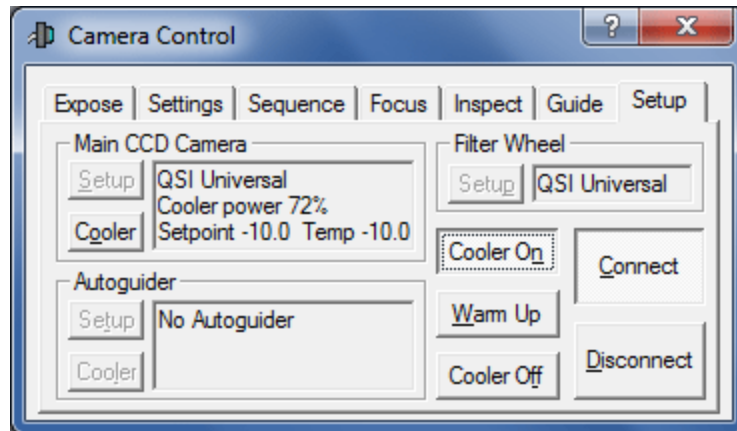 Camera Control
?
X
Expose Settings Sequence Focus Inspect Guide Setup
Main CCD Camera
Setup
QSI Universal
Cooler power 72%
Cooler
Setpoint -10.0 Temp -10.0
Filter Wheel
Setup
QSI Universal
Autoguider
Setup
No Autoguider
Cooler
Cooler On
Warm Up
Cooler Off
Connect
Disconnect